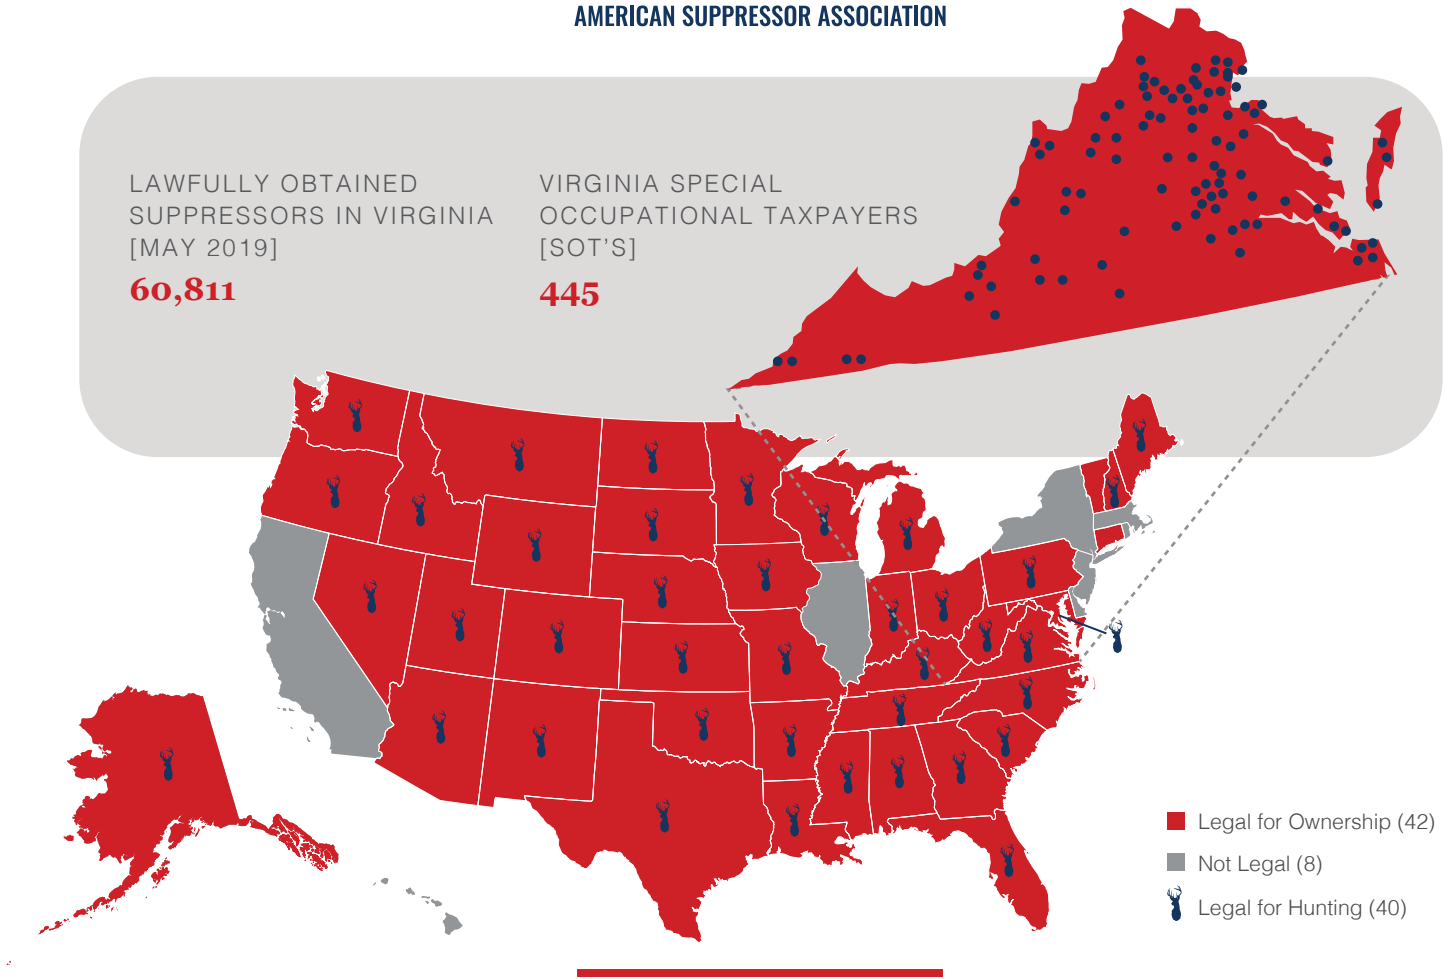 AMERICAN SUPPRESSOR ASSOCIATION
LAWFULLY OBTAINED
SUPPRESSORS IN VIRGINIA
[MAY 2019]
60,811
VIRGINIA SPECIAL
OCCUPATIONAL TAXPAYERS
[SOT'S]
445
Legal for Ownership (42)
Not Legal (8)
Legal for Hunting (40)